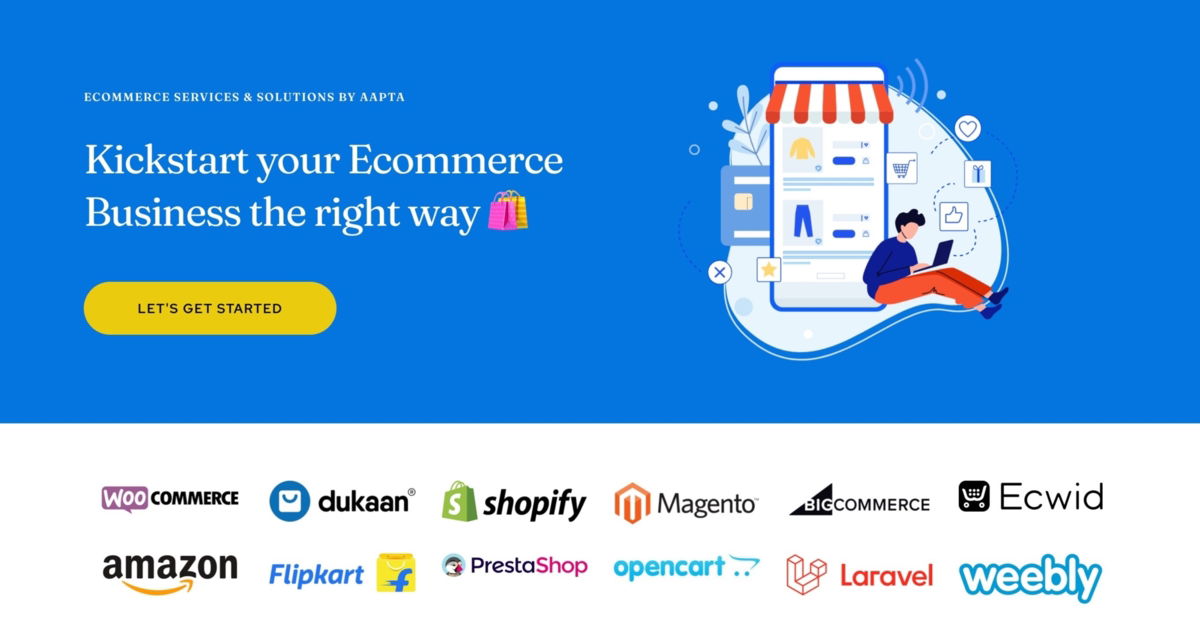 ECOMMERCE SERVICES & SOLUTIONS BY AAPTA
Kickstart your Ecommerce
Business the right way
LET'S GET STARTED
WOO COMMERCE
dukaan®
shopify
Magento™
BIGCOMMERCE
Ecwid
amazon
Flipkart
PrestaShop
opencart
Laravel
weebly